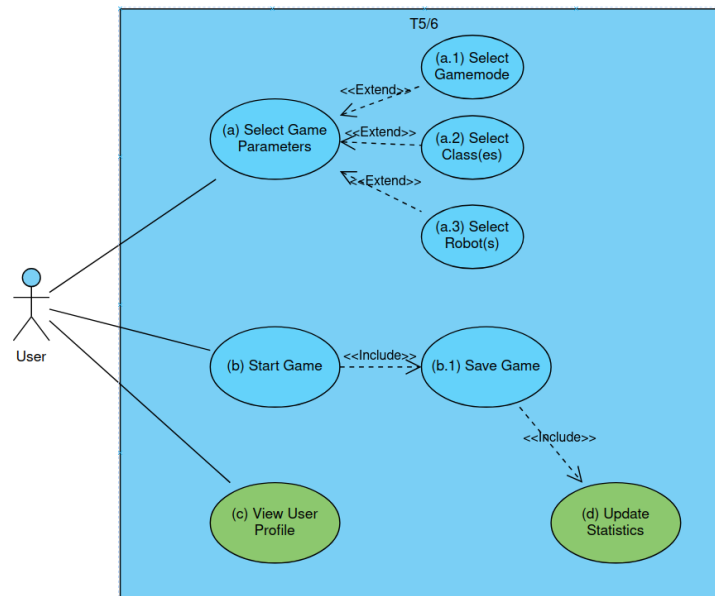 T5/6
(a.1) Select
Gamemode
<<Extend>>
(a) Select Game
Parameters
<<Extend>>
(a.2) Select
Class(es)
<<Extend>>
(a.3) Select
Robot(s)
User
(b) Start Game
<<Include>>
(b.1) Save Game
<<Include>>
(c) View User
Profile
(d) Update
Statistics